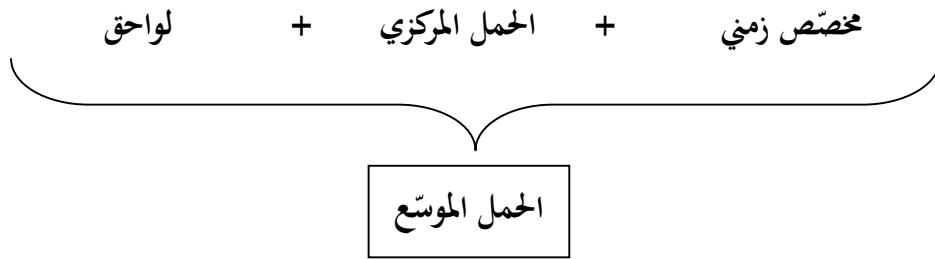 مخصّص زمني + الحمل المركزي + لواحق
الحمل الموسّع